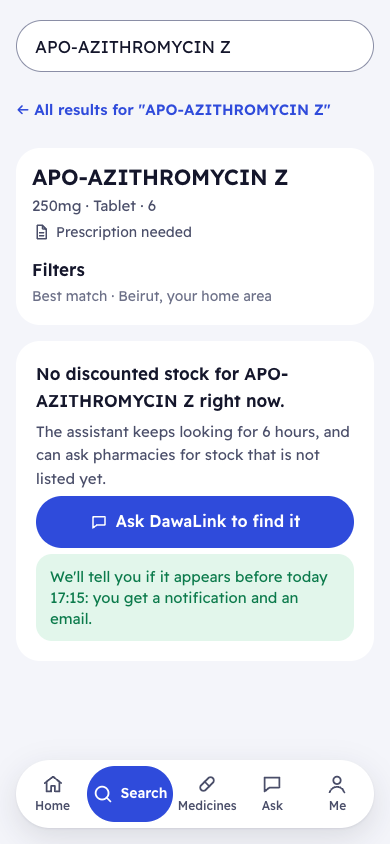 APO-AZITHROMYCIN Z
← All results for "APO-AZITHROMYCIN Z"
APO-AZITHROMYCIN Z
250mg · Tablet · 6
Prescription needed
Filters
Best match · Beirut, your home area
No discounted stock for APO-
AZITHROMYCIN Z right now.
The assistant keeps looking for 6 hours, and
can ask pharmacies for stock that is not
listed yet.
Ask DawaLink to find it
We'll tell you if it appears before today
17:15: you get a notification and an
email.
Home
Search
Medicines
Ask
Me